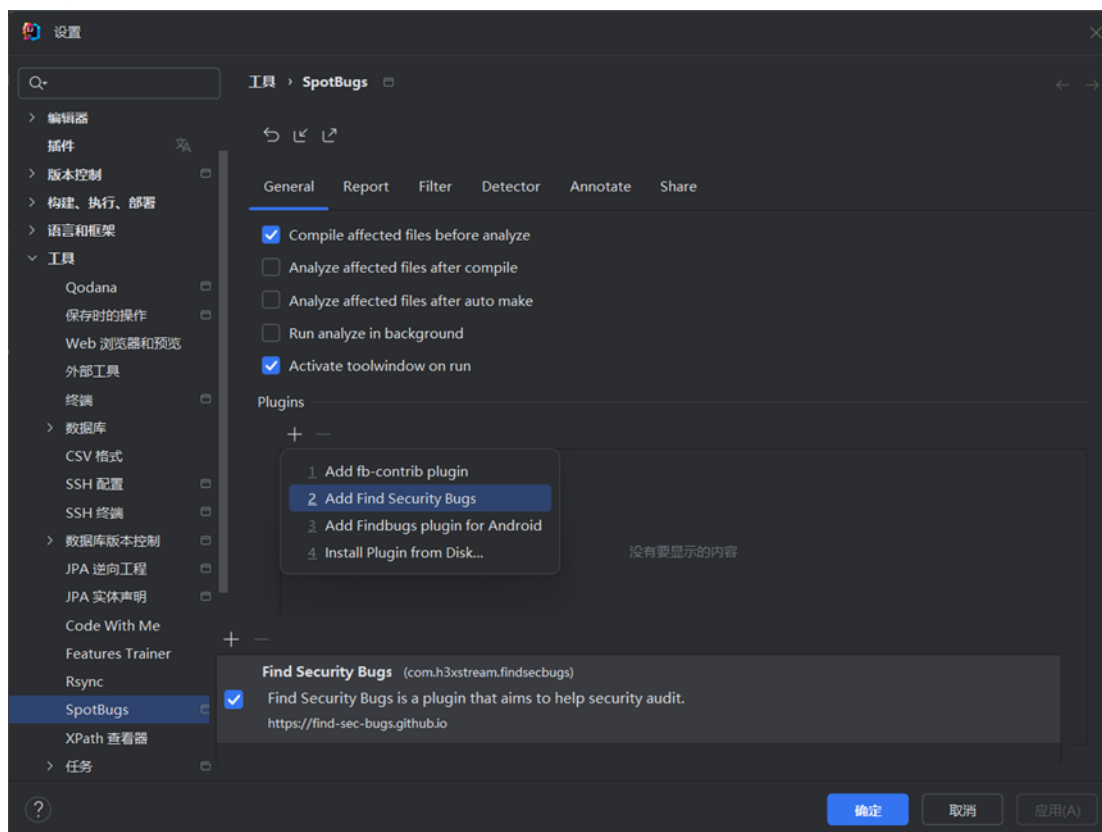 设置
工具 › SpotBugs
编辑器
插件
版本控制
构建、执行、部署
语言和框架
工具
Qodana
保存时的操作
Web 浏览器和预览
外部工具
终端
数据库
CSV 格式
SSH 配置
SSH 终端
数据库版本控制
JPA 逆向工程
JPA 实体声明
Code With Me
Features Trainer
Rsync
SpotBugs
XPath 查看器
任务
General Report Filter Detector Annotate Share
Compile affected files before analyze
Analyze affected files after compile
Analyze affected files after auto make
Run analyze in background
Activate toolwindow on run
Plugins
1 Add fb-contrib plugin
2 Add Find Security Bugs
3 Add Findbugs plugin for Android
4 Install Plugin from Disk...
没有要显示的内容
Find Security Bugs (com.h3xstream.findsecbugs)
Find Security Bugs is a plugin that aims to help security audit.
https://find-sec-bugs.github.io
? 确定 取消 应用(A)